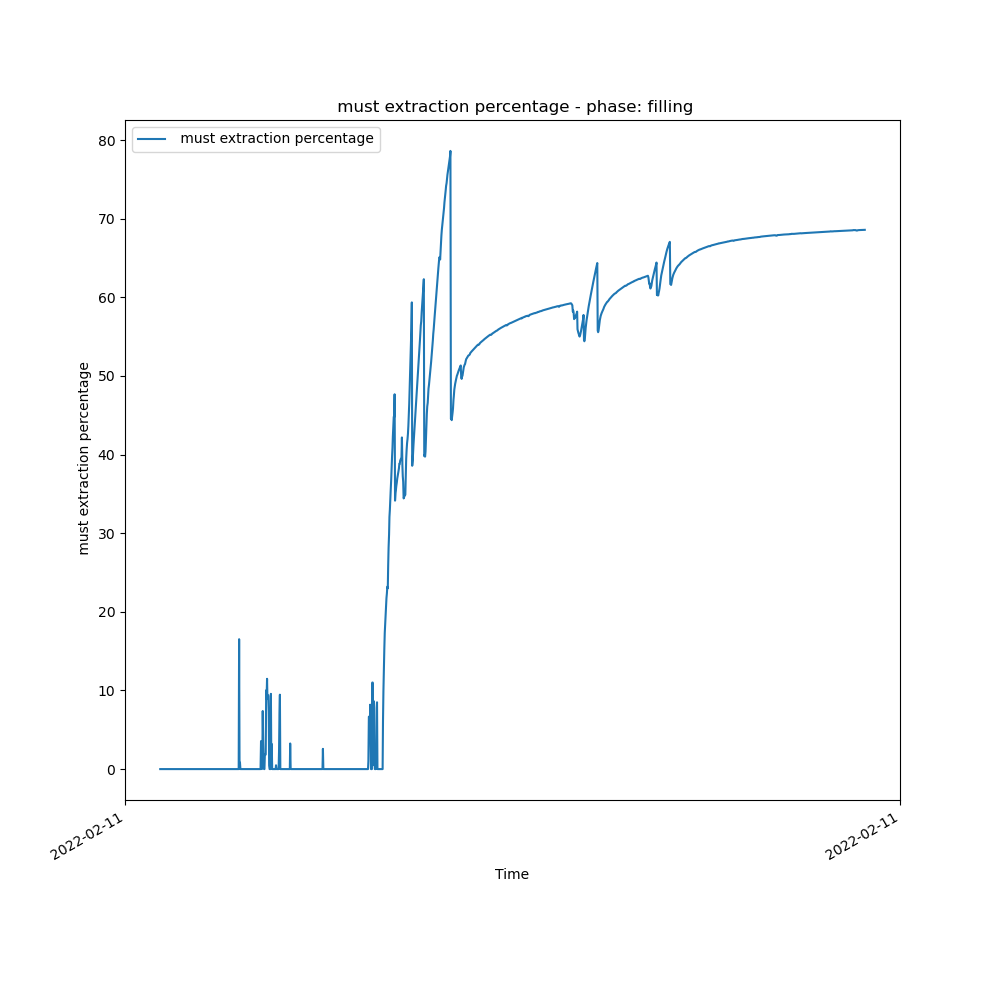 must extraction percentage - phase: filling
must extraction percentage
80
70
60
50
40
30
20
10
0
must extraction percentage
2022-02-11
2022-02-11
Time